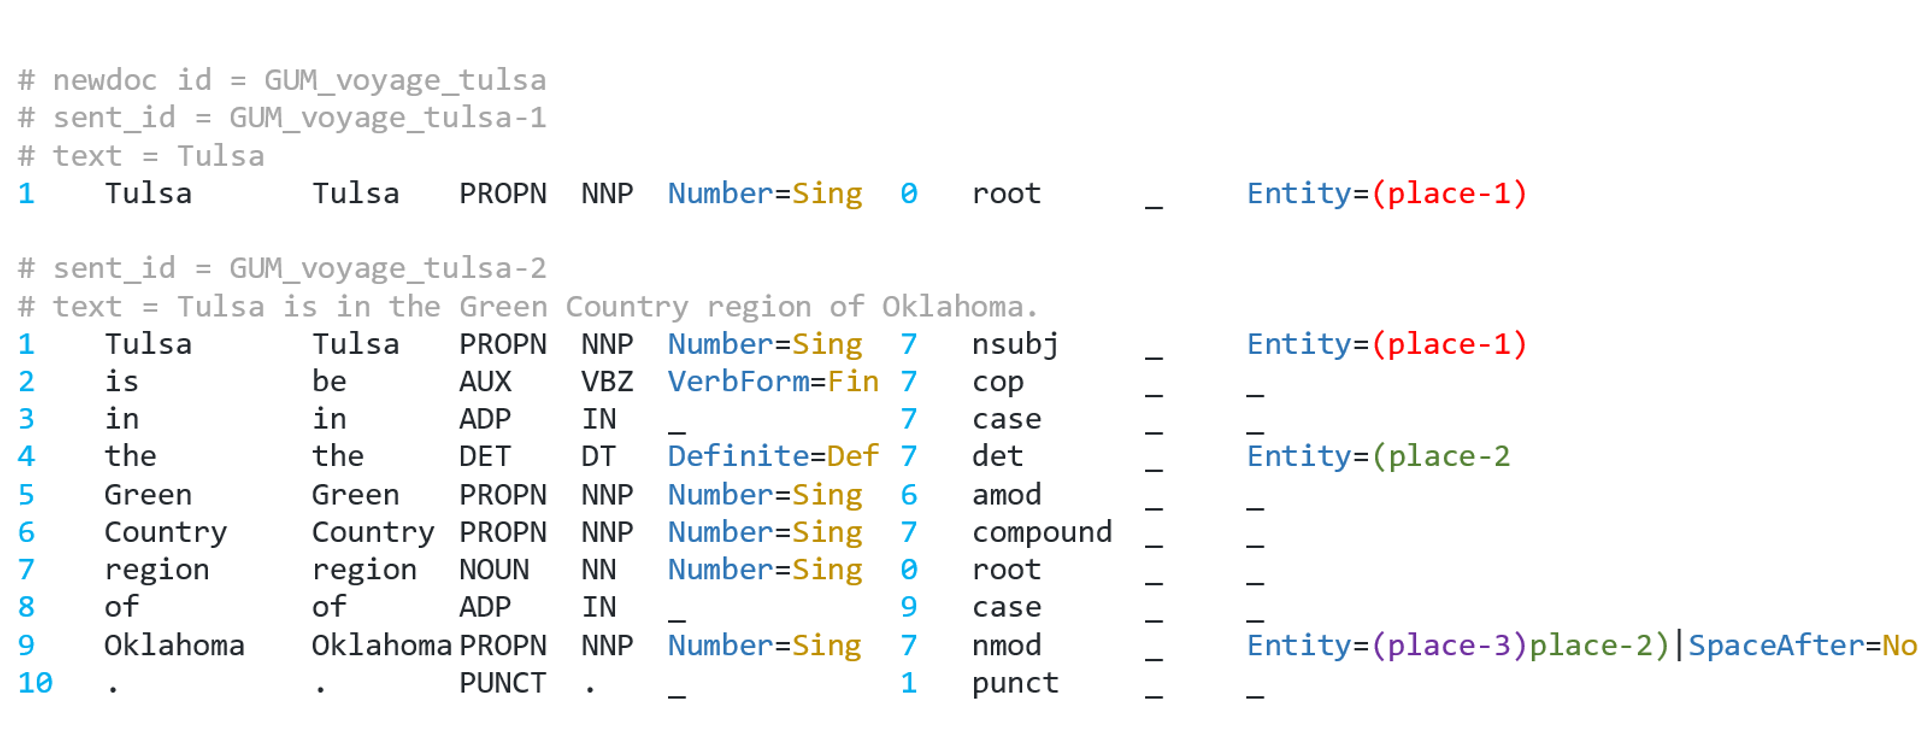 # newdoc id = GUM_voyage_tulsa
# sent_id = GUM_voyage_tulsa-1
# text = Tulsa
1 Tulsa Tulsa PROPN NNP Number=Sing 0 root _ Entity=(place-1)
# sent_id = GUM_voyage_tulsa-2
# text = Tulsa is in the Green Country region of Oklahoma.
1 Tulsa Tulsa PROPN NNP Number=Sing 7 nsubj _ Entity=(place-1)
2 is be AUX VBZ VerbForm=Fin 7 cop _ _
3 in in ADP IN _ 7 case _ _
4 the the DET DT Definite=Def 7 det _ Entity=(place-2
5 Green Green PROPN NNP Number=Sing 6 amod _ _
6 Country Country PROPN NNP Number=Sing 7 compound _ _
7 region region NOUN NN Number=Sing 0 root _ _
8 of of ADP IN _ 9 case _ _
9 Oklahoma Oklahoma PROPN NNP Number=Sing 7 nmod _ Entity=(place-3)place-2)|SpaceAfter=No
10 . . PUNCT . _ 1 punct _ _